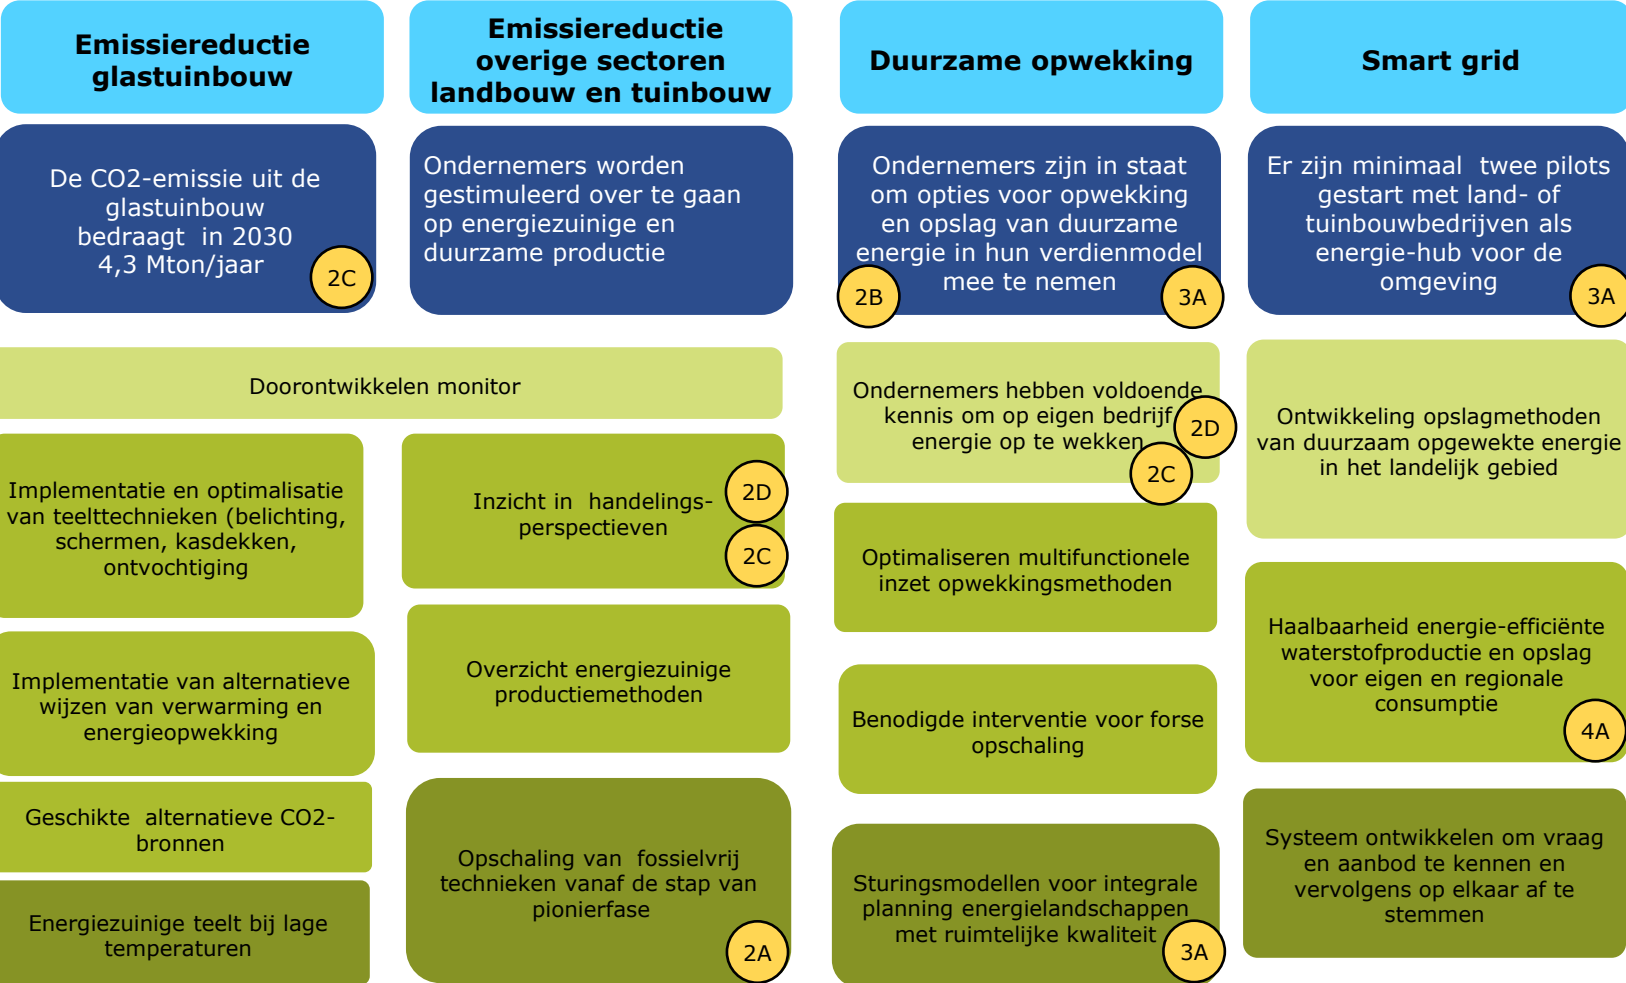 Emissiereductie
glastuinbouw
De CO2-emissie uit de
glastuinbouw
bedraagt in 2030
4,3 Mton/jaar
2C
Emissiereductie
overige sectoren
landbouw en tuinbouw
Ondernemers worden
gestimuleerd over te gaan
op energiezuinige en
duurzame productie
Duurzame opwekking
Ondernemers zijn in staat
om opties voor opwekking
en opslag van duurzame
energie in hun verdienmodel
mee te nemen
2B
3A
Smart grid
Er zijn minimaal twee pilots
gestart met land- of
tuinbouwbedrijven als
energie-hub voor de
omgeving
3A
Doorontwikkelen monitor
Implementatie en optimalisatie
van teelttechnieken (belichting,
schermen, kasdekken,
ontvochtiging
Implementatie van alternatieve
wijzen van verwarming en
energieopwekking
Geschikte alternatieve CO2-
bronnen
Energiezuinige teelt bij lage
temperaturen
Inzicht in handelings-
perspectieven
2D
2C
Overzicht energiezuinige
productiemethoden
Opschaling van fossielvrij
technieken vanaf de stap van
pionierfase
2A
Ondernemers hebben voldoende
kennis om op eigen bedrijf
energie op te wekken
2D
2C
Optimaliseren multifunctionele
inzet opwekkingsmethoden
Benodigde interventie voor forse
opschaling
Sturingsmodellen voor integrale
planning energielandschappen
met ruimtelijke kwaliteit
3A
Ontwikkeling opslagmethoden
van duurzaam opgewekte energie
in het landelijk gebied
Haalbaarheid energie-efficiënte
waterstofproductie en opslag
voor eigen en regionale
consumptie
4A
Systeem ontwikkelen om vraag
en aanbod te kennen en
vervolgens op elkaar af te
stemmen